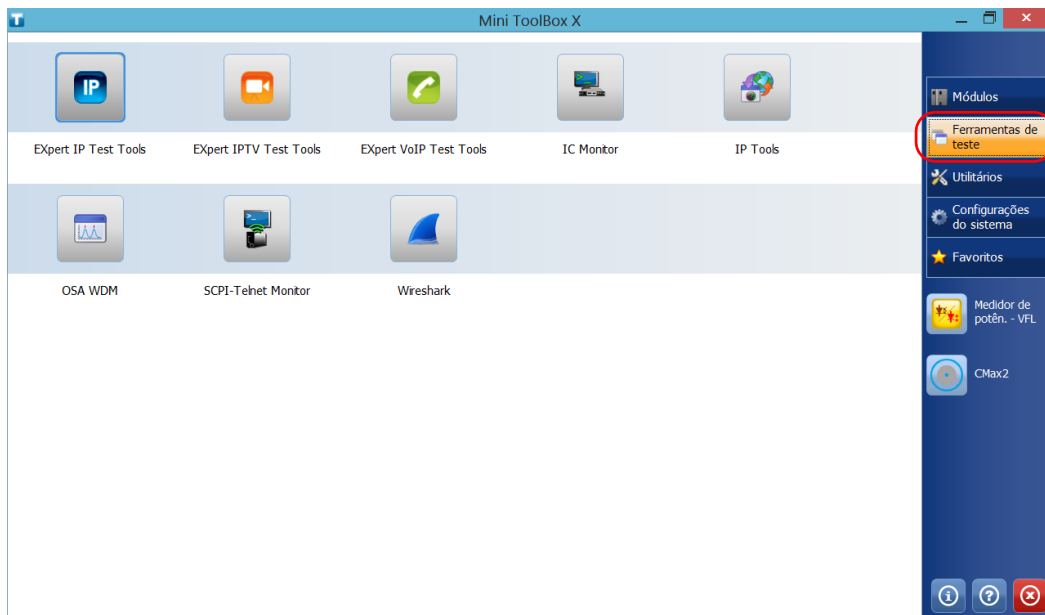 Mini ToolBox X
IP
EXpert IP Test Tools
EXpert IPTV Test Tools
EXpert VoIP Test Tools
IC Monitor
IP Tools
OSA WDM
SCPI-Telnet Monitor
Wireshark
Módulos
Ferramentas de
teste
Utilitários
Configurações
do sistema
Favoritos
Medidor de
potên. - VFL
CMax2